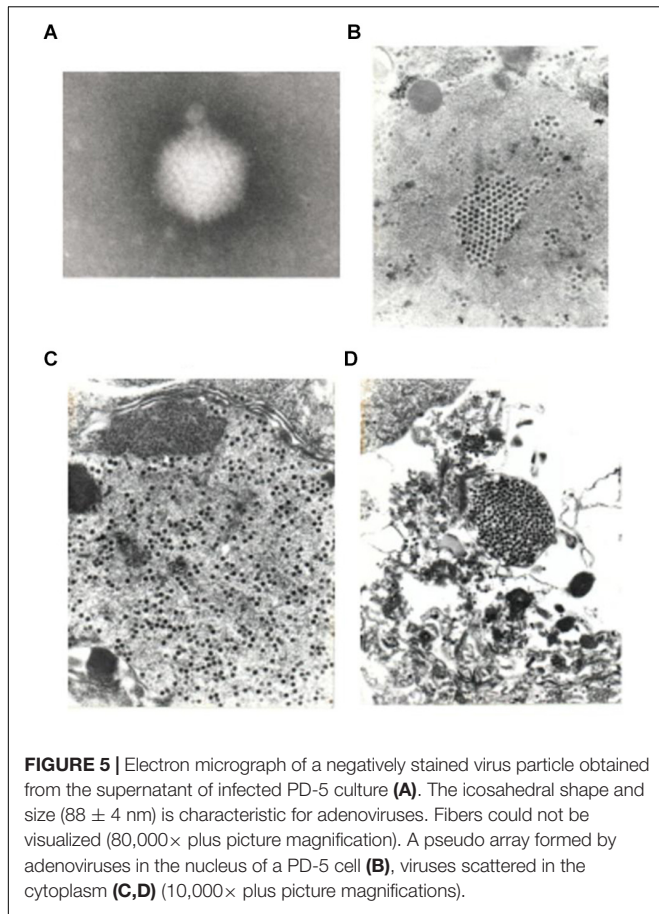 A
B
C
D
FIGURE 5 | Electron micrograph of a negatively stained virus particle obtained
from the supernatant of infected PD-5 culture (A). The icosahedral shape and
size (88 ± 4 nm) is characteristic for adenoviruses. Fibers could not be
visualized (80,000× plus picture magnification). A pseudo array formed by
adenoviruses in the nucleus of a PD-5 cell (B), viruses scattered in the
cytoplasm (C,D) (10,000× plus picture magnifications).